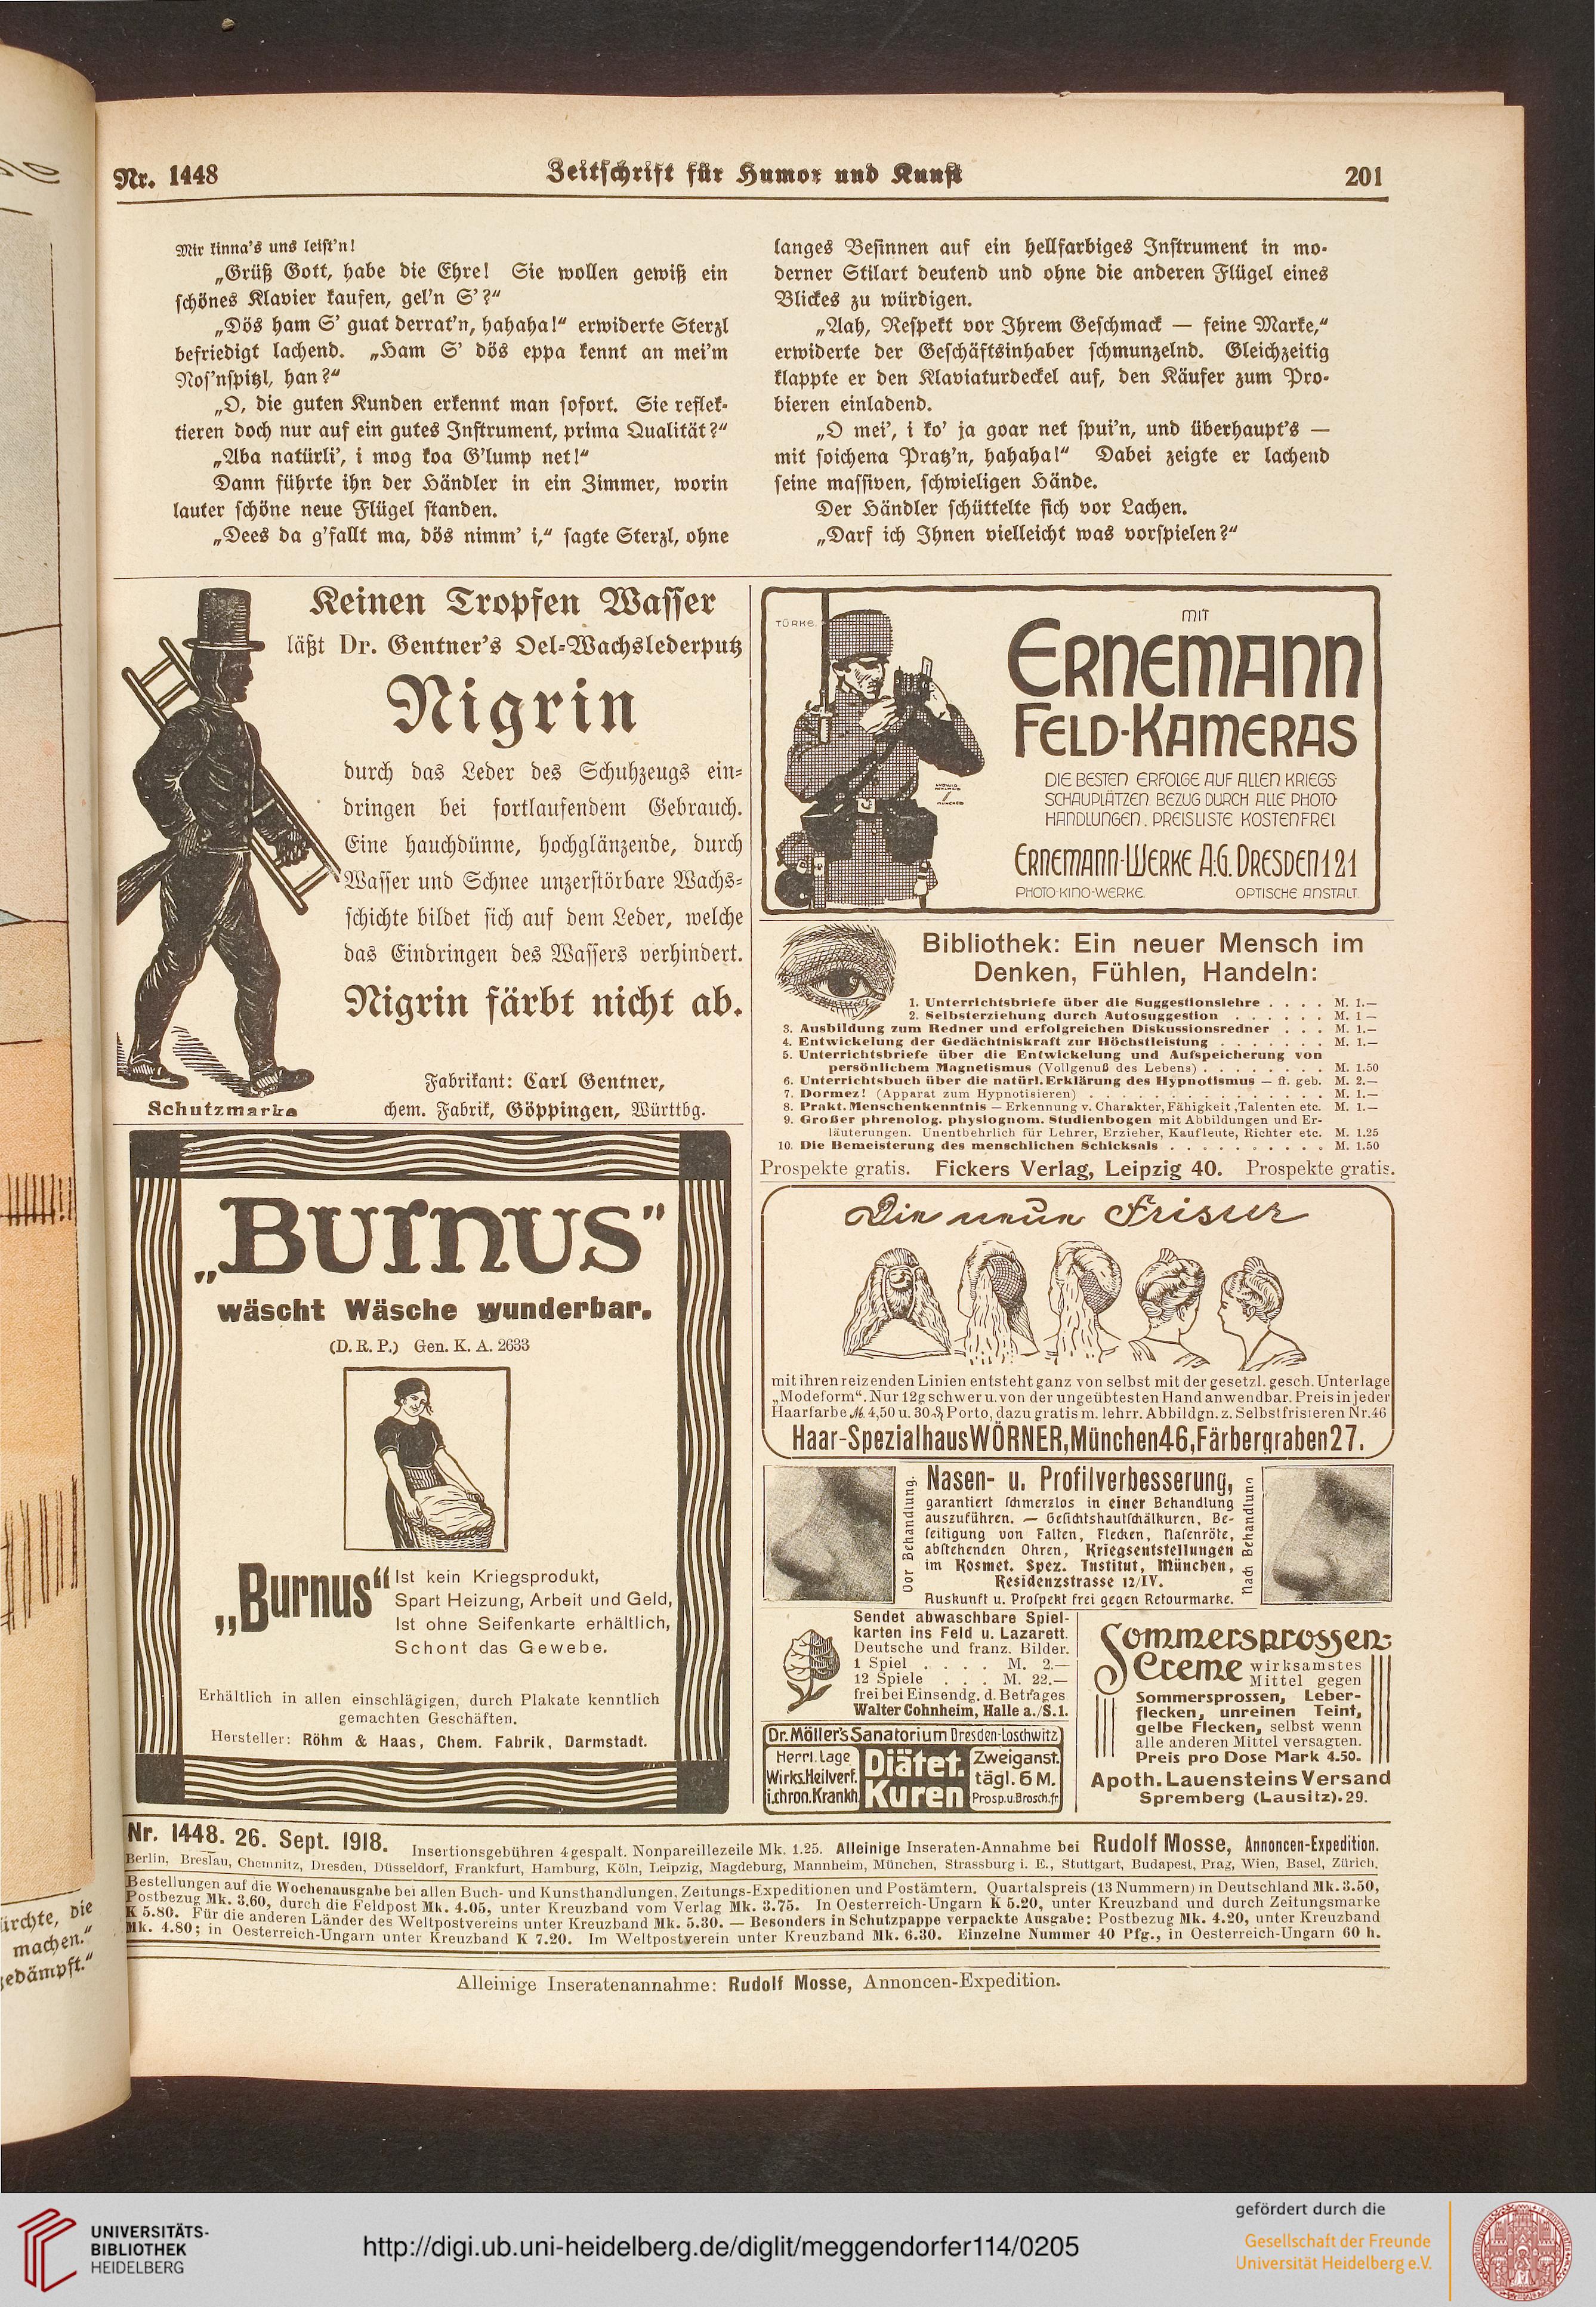 Nr. 1448
Zeitschrift für Humor und Kunst
201
Mir kinna's uns leist'n!
„Grüß Gott, habe die Ehre! Sie wollen gewiß ein
schönes Klavier kaufen, gel'n S'?“
„Dös ham S' guat derrat'n, hahaha!“ erwiderte Sterzl
befriedigt lachend. „Ham S' dös eppa kennt an mei'm
Nos'nspitzl, han?“
„O, die guten Kunden erkennt man sofort. Sie reflek-
tieren doch nur auf ein gutes Instrument, prima Qualität?“
„Aba natürli', i mog koa G'lump net!“
Dann führte ihn der Händler in ein Zimmer, worin
lauter schöne neue Flügel standen.
„Dees da g'fallt ma, dös nimm' i,“ sagte Sterzl, ohne
langes Besinnen auf ein hellfarbiges Instrument in mo-
derner Stilart deutend und ohne die anderen Flügel eines
Blickes zu würdigen.
„Aah, Respekt vor Ihrem Geschmack — feine Marke,“
erwiderte der Geschäftsinhaber schmunzelnd. Gleichzeitig
klappte er den Klaviaturdeckel auf, den Käufer zum Pro-
bieren einladend.
„O mei', i ko' ja goar net spui'n, und überhaupt's —
mit soichena Pratz'n, hahaha!“ Dabei zeigte er lachend
seine massiven, schwieligen Hände.
Der Händler schüttelte sich vor Lachen.
„Darf ich Ihnen vielleicht was vorspielen?“
Keinen Tropfen Wasser
läßt Dr. Gentner's Oel-Wachslederputz
Nigrin
durch das Leder des Schuhzeugs ein-
dringen bei fortlaufendem Gebrauch.
Eine hauchdünne, hochglänzende, durch
Wasser und Schnee unzerstörbare Wachs-
schichte bildet sich auf dem Leder, welche
das Eindringen des Wassers verhindert.
Nigrin färbt nicht ab.
Fabrikant: Carl Gentner,
chem. Fabrik, Göppingen, Württbg.
Schutzmarke
„Burnus“
wäscht Wäsche wunderbar.
(D. R. P.) Gen. K. A. 2633
„Burnus“
Ist kein Kriegsprodukt,
Spart Heizung, Arbeit und Geld,
Ist ohne Seifenkarte erhältlich,
Schont das Gewebe.
Erhältlich in allen einschlägigen, durch Plakate kenntlich
gemachten Geschäften.
Hersteller: Röhm & Haas, Chem. Fabrik, Darmstadt.
TÜRKE.
MIT
ERNEMANN
FELD-KAMERAS
DIE BESTEN ERFOLGE AUF ALLEN KRIEGS-
SCHAUPLÄTZEN BEZUG DURCH ALLE PHOTO-
HANDLUNGEN. PREISLISTE KOSTENFREI.
ERNEMANN-WERKE A.G. DRESDEN 121
PHOTO-KINO-WERKE. OPTISCHE ANSTALT.
Bibliothek: Ein neuer Mensch im
Denken, Fühlen, Handeln:
1. Unterrichtsbriefe über die Suggestionslehre . . . . M. 1.—
2. Selbsterziehung durch Autosuggestion . . . . . . M. 1 —
3. Ausbildung zum Redner und erfolgreichen Diskussionsredner . . . M. 1.—
4. Entwickelung der Gedächtniskraft zur Höchstleistung . . . . . . . M. 1.—
5. Unterrichtsbriefe über die Entwickelung und Aufspeicherung von
persönlichem Magnetismus (Vollgenuß des Lebens) . . . . . . . . M. 1.50
6. Unterrichtsbuch über die natürl. Erklärung des Hypnotismus — ff. geb. M. 2.—
7. Dormez! (Apparat zum Hypnotisieren) . . . . . . . . . . . . . . M. 1.—
8. Prakt. Menschenkenntnis — Erkennung v. Charakter, Fähigkeit, Talenten etc. M. 1.—
9. Großer phrenolog. physiognom. Studienbogen mit Abbildungen und Er-
läuterungen. Unentbehrlich für Lehrer, Erzieher, Kaufleute, Richter etc. M. 1.25
10. Die Bemeisterung des menschlichen Schicksals . . . . . . . . . . M. 1.50
Prospekte gratis. Fickers Verlag, Leipzig 40. Prospekte gratis.
Die neue Frisur
mit ihren reizenden Linien entsteht ganz von selbst mit der gesetzl. gesch. Unterlage
„Modeform“. Nur 12g schwer u. von der ungeübtesten Hand anwendbar. Preis in jeder
Haarfarbe ℳ 4,50 u. 30 ₰ Porto, dazu gratis m. lehrr. Abbildgn. z. Selbstfrisieren Nr. 46
Haar-Spezialhaus WÖRNER, München 46, Färbergraben 27.
Vor Behandlung.
Nasen- u. Profilverbesserung,
garantiert schmerzlos in einer Behandlung
auszuführen. — Gesichtshautschälkuren, Be-
seitigung von Falten, Flecken, Nasenröte,
abstehenden Ohren, Kriegsentstellungen
im Kosmet. Spez. Institut, München,
Residenzstrasse 12/IV.
Auskunft u. Prospekt frei gegen Retourmarke.
Nach Behandlung
Sendet abwaschbare Spiel-
karten ins Feld u. Lazarett.
Deutsche und franz. Bilder.
1 Spiel . . . . M. 2.—
12 Spiele . . . M. 22.—
frei bei Einsendg. d. Betrages
Walter Cohnheim, Halle a./S. 1.
Dr. Möller's Sanatorium Dresden-Loschwitz
Herrl. Lage
Wirks. Heilverf.
i. chron. Krankh.
Diätet.
Kuren
Zweiganst.
tägl. 6 M.
Prosp. u. Brosch. fr.
Sommersprossen-
Creme wirksamstes
Mittel gegen
Sommersprossen, Leber-
flecken, unreinen Teint,
gelbe Flecken, selbst wenn
alle anderen Mittel versagten.
Preis pro Dose Mark 4.50.
Apoth. Lauensteins Versand
Spremberg (Lausitz). 29.
Nr. 1448. 26. Sept. 1918. Insertionsgebühren 4 gespalt. Nonpareillezeile Mk. 1.25. Alleinige Inseraten-Annahme bei Rudolf Mosse, Annoncen-Expedition.
Berlin, Breslau, Chemnitz, Dresden, Düsseldorf, Frankfurt, Hamburg, Köln, Leipzig, Magdeburg, Mannheim, München, Strassburg i. E., Stuttgart, Budapest, Prag, Wien, Basel, Zürich.
Bestellungen auf die Wochenausgabe bei allen Buch- und Kunsthandlungen, Zeitungs-Expeditionen und Postämtern. Quartalspreis (13 Nummern) in Deutschland Mk. 3.50,
Postbezug Mk. 3.60, durch die Feldpost Mk. 4.05, unter Kreuzband vom Verlag Mk. 3.75. In Oesterreich-Ungarn K 5.20, unter Kreuzband und durch Zeitungsmarke
K 5.80. Für die anderen Länder des Weltpostvereins unter Kreuzband Mk. 5.30. — Besonders in Schutzpappe verpackte Ausgabe: Postbezug Mk. 4.20, unter Kreuzband
Mk. 4.80; in Oesterreich-Ungarn unter Kreuzband K 7.20. Im Weltpostverein unter Kreuzband Mk. 6.30. Einzelne Nummer 40 Pfg., in Oesterreich-Ungarn 60 h.
Alleinige Inseratenannahme: Rudolf Mosse, Annoncen-Expedition.
die
machen.“
UNIVERSITÄTS-
BIBLIOTHEK
HEIDELBERG
http://digi.ub.uni-heidelberg.de/diglit/meggendorfer114/0205
gefördert durch die
Gesellschaft der Freunde
Universität Heidelberg e.V.